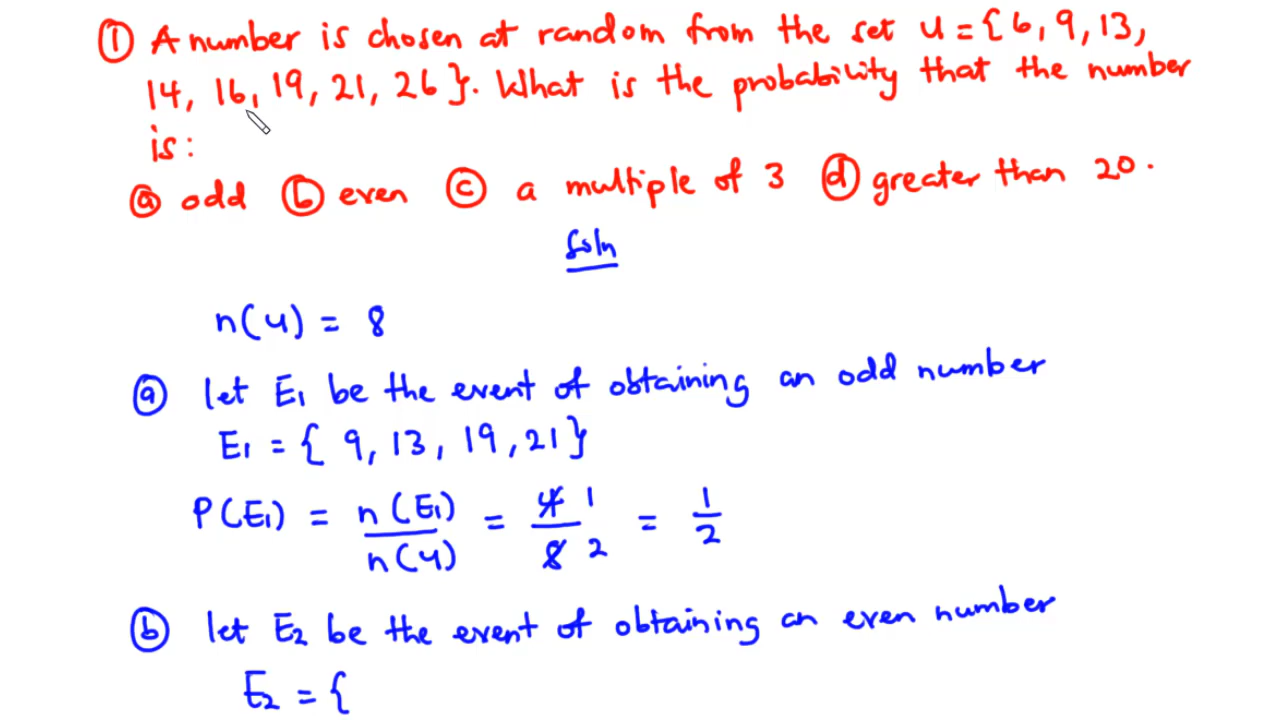 ① A number is chosen at random from the set U = {6, 9, 13,
14, 16, 19, 21, 26}. What is the probability that the number
is:
ⓐ odd ⓑ even ⓒ a multiple of 3 ⓓ greater than 20.
Soln
n(U) = 8
ⓐ let E₁ be the event of obtaining an odd number
E₁ = { 9, 13, 19, 21}
P(E₁) = n(E₁)/n(U) = 4 1/8 2 = 1/2
ⓑ let E₂ be the event of obtaining an even number
E₂ = {